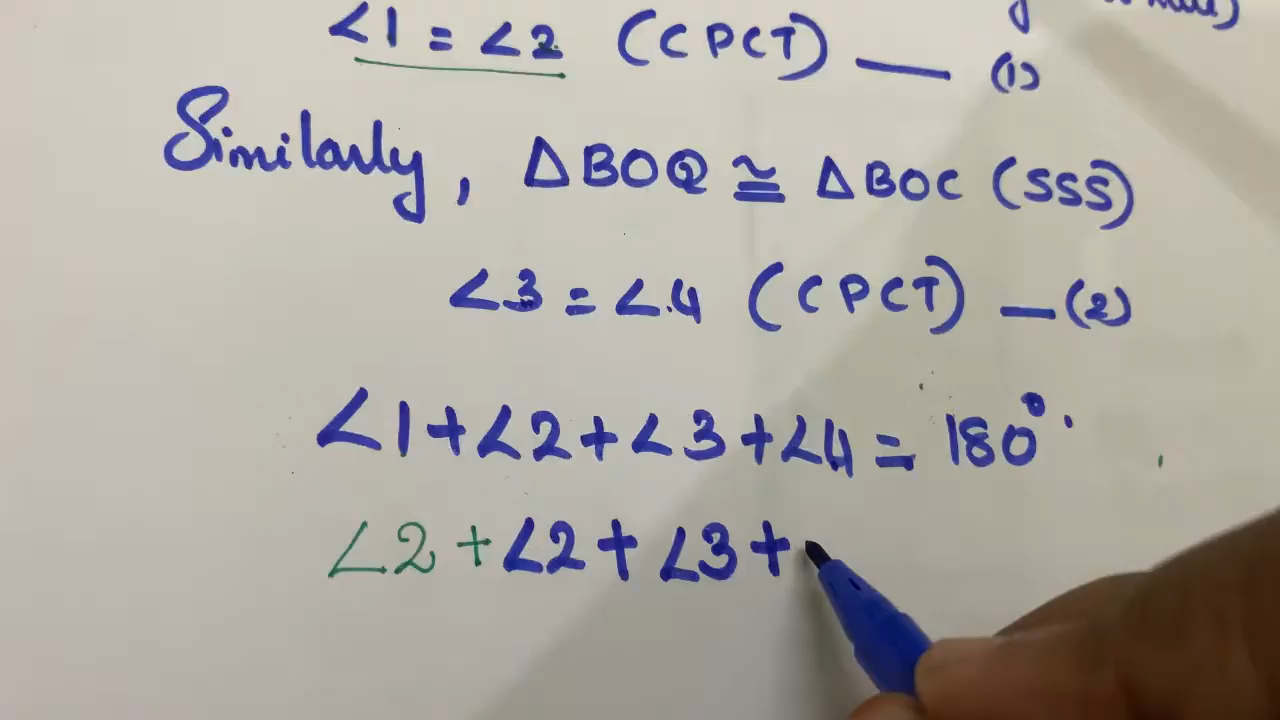 ∠1 = ∠2 (CPCT) — (1)
Similarly, ΔBOQ ≅ ΔBOC (SSS)
∠3 = ∠4 (CPCT) — (2)
∠1+∠2+∠3+∠4 = 180°.
∠2 + ∠2 + ∠3 +